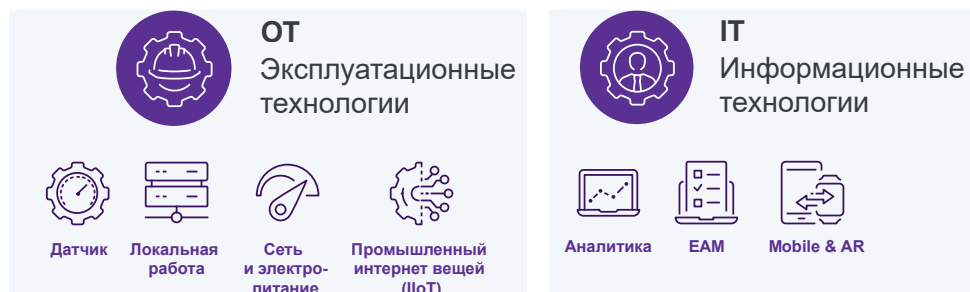 OT
Эксплуатационные
технологии
Датчик
Локальная
работа
Сеть
и электро-
питание
Промышленный
интернет вещей
(IIoT)
IT
Информационные
технологии
Аналитика
EAM
Mobile & AR